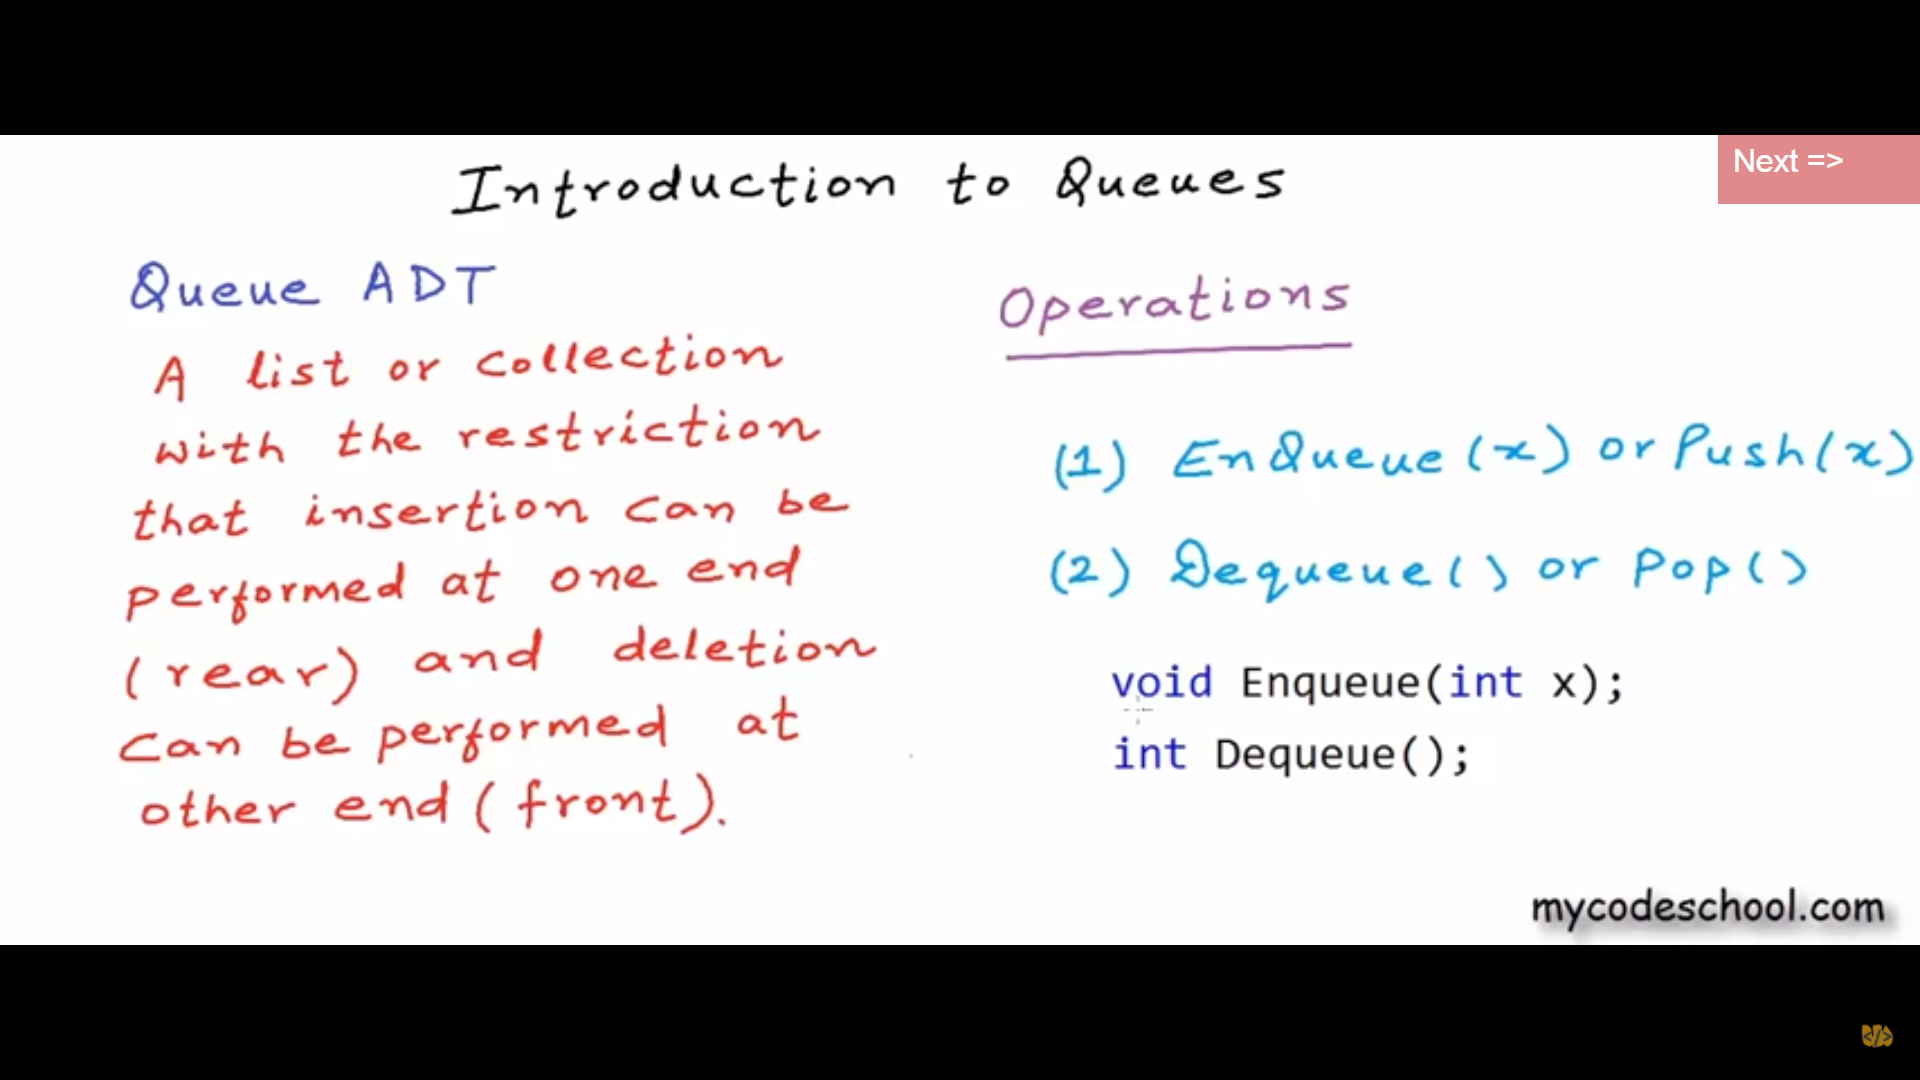 Introduction to Queues
Next =>
Queue ADT
A list or collection
with the restriction
that insertion can be
performed at one end
(rear) and deletion
can be performed at
other end (front).
Operations
(1) EnQueue(x) or Push(x)
(2) Dequeue() or Pop()
void Enqueue(int x);
int Dequeue();
mycodeschool.com